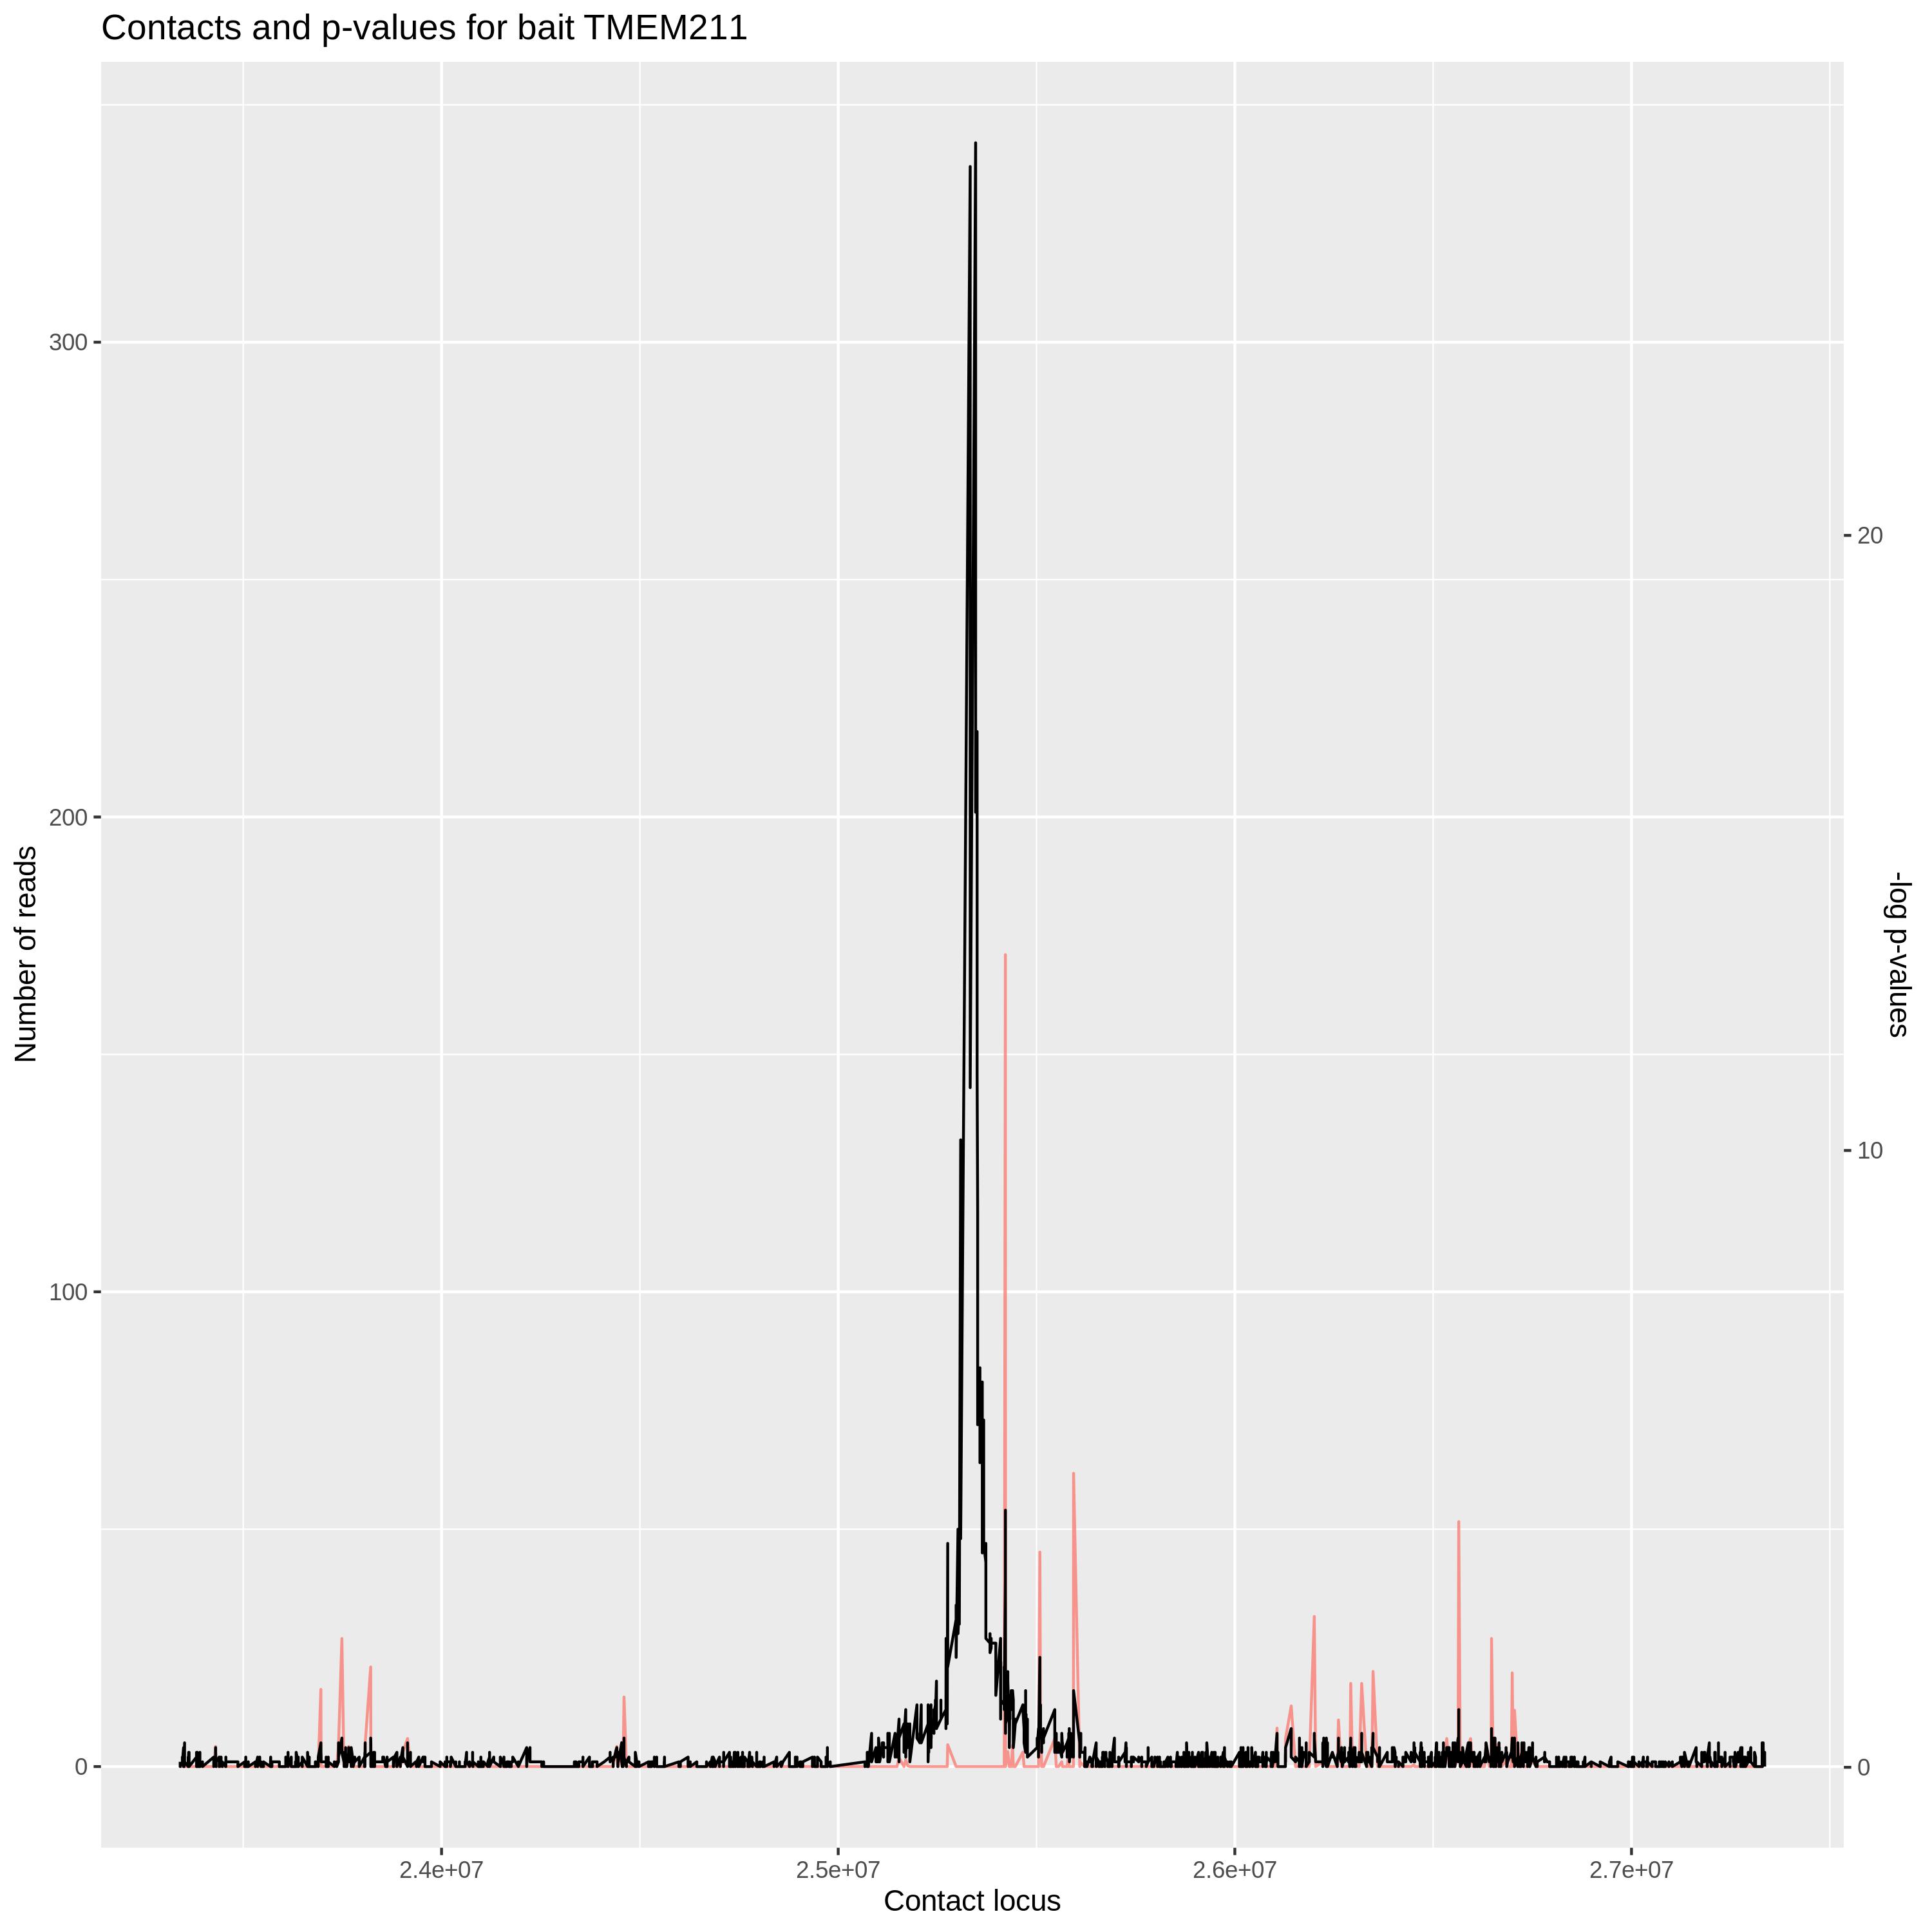 Contacts and p-values for bait TMEM211
Number of reads
300
200
100
0
20
10
0
-log p-values
2.4e+07
2.5e+07
2.6e+07
2.7e+07
Contact locus